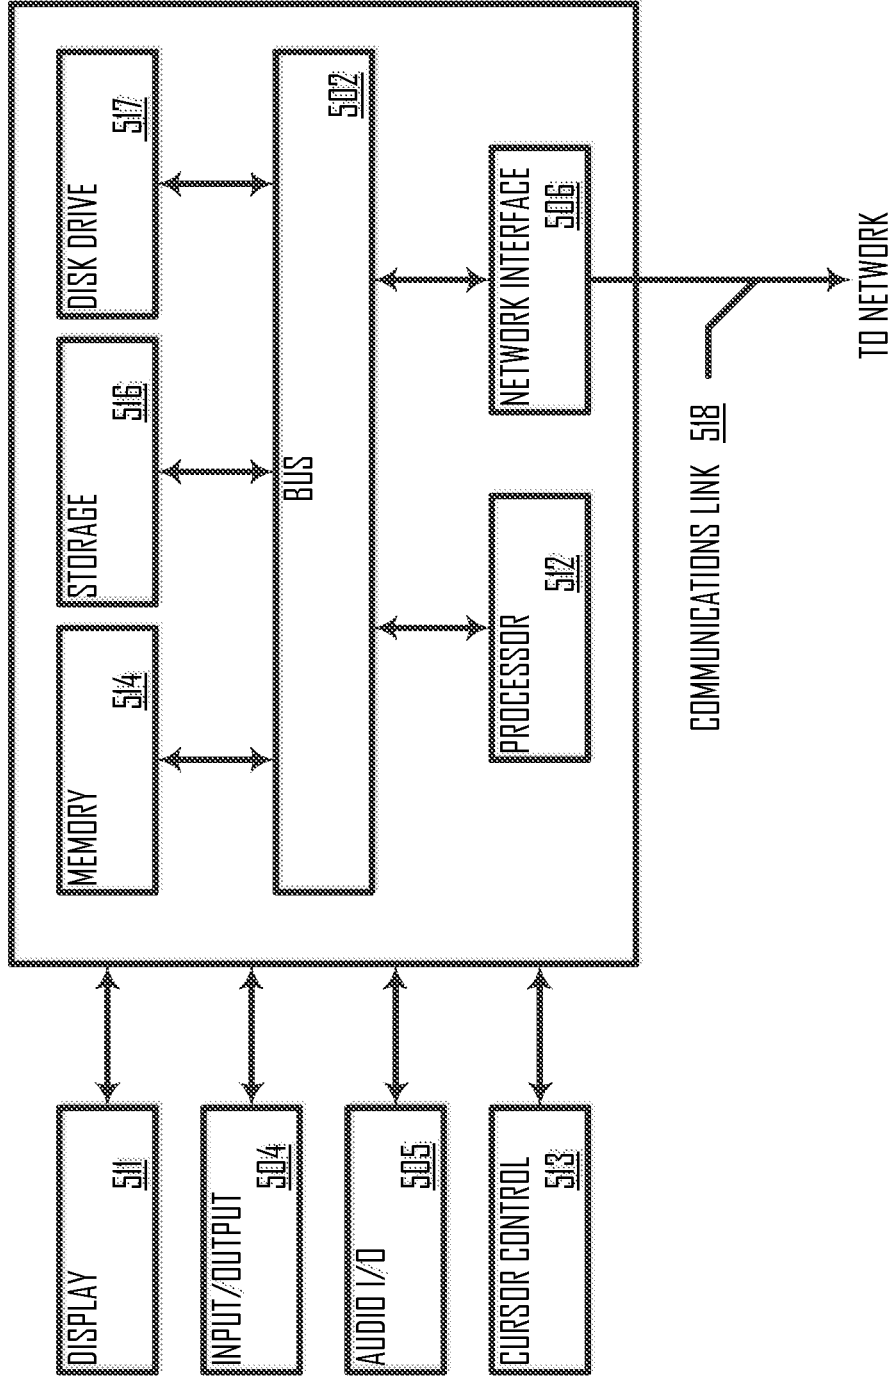 DISPLAY
511
INPUT/OUTPUT
504
AUDIO I/O
505
CURSOR CONTROL
513
MEMORY
514
STORAGE
516
DISK DRIVE
517
BUS
502
PROCESSOR
512
NETWORK INTERFACE
506
COMMUNICATIONS LINK 518
TO NETWORK